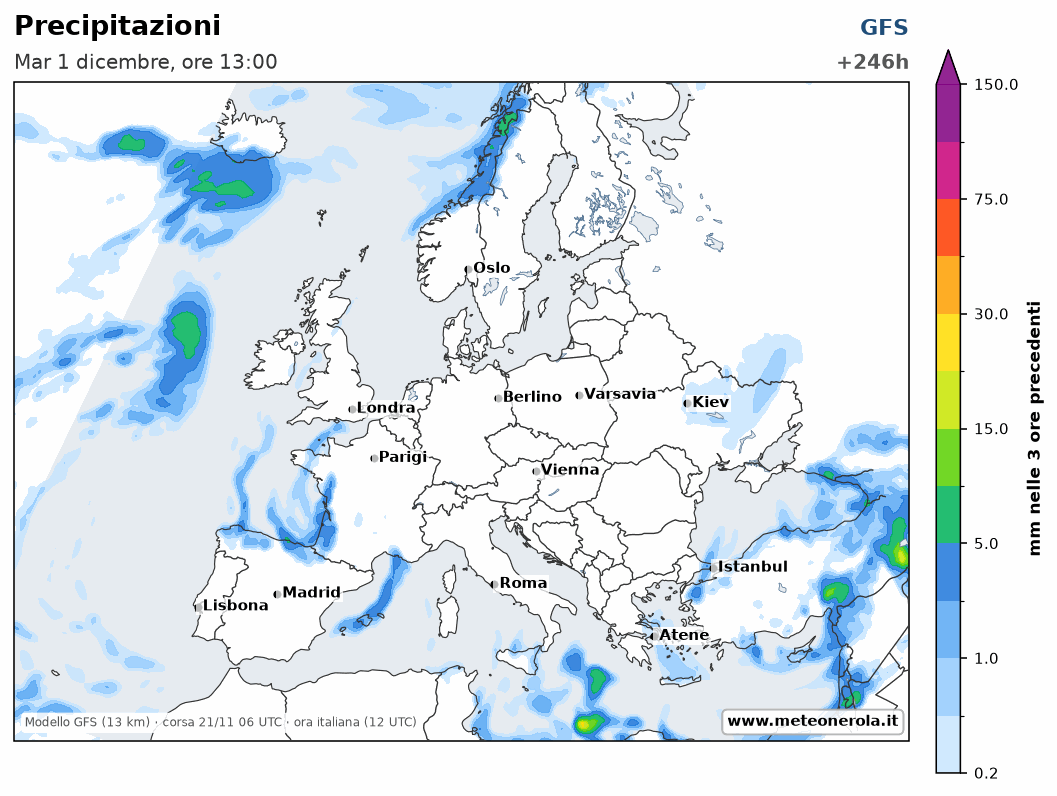 Precipitazioni
GFS
Mar 1 dicembre, ore 13:00
+246h
150.0
75.0
30.0
15.0
5.0
1.0
0.2
mm nelle 3 ore precedenti
Oslo
Londra
Berlino
Varsavia
Kiev
Parigi
Vienna
Istanbul
Roma
Madrid
Lisbona
Atene
Modello GFS (13 km) · corsa 21/11 06 UTC · ora italiana (12 UTC)
www.meteonerola.it